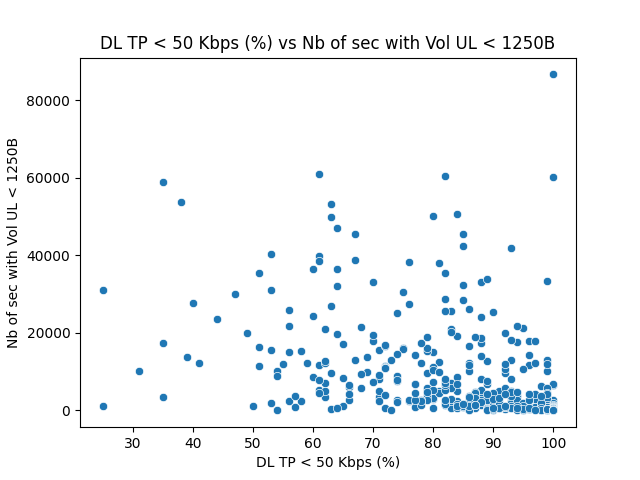 DL TP < 50 Kbps (%) vs Nb of sec with Vol UL < 1250B
Nb of sec with Vol UL < 1250B
80000
60000
40000
20000
0
30 40 50 60 70 80 90 100
DL TP < 50 Kbps (%)